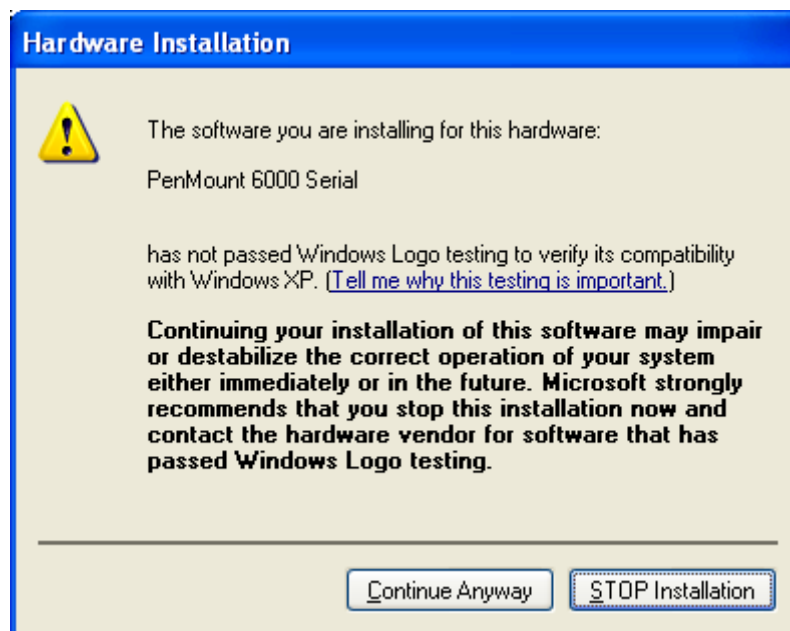 Hardware Installation
The software you are installing for this hardware:
PenMount 6000 Serial
has not passed Windows Logo testing to verify its compatibility
with Windows XP. (Tell me why this testing is important.)
Continuing your installation of this software may impair
or destabilize the correct operation of your system
either immediately or in the future. Microsoft strongly
recommends that you stop this installation now and
contact the hardware vendor for software that has
passed Windows Logo testing.
Continue Anyway
STOP Installation